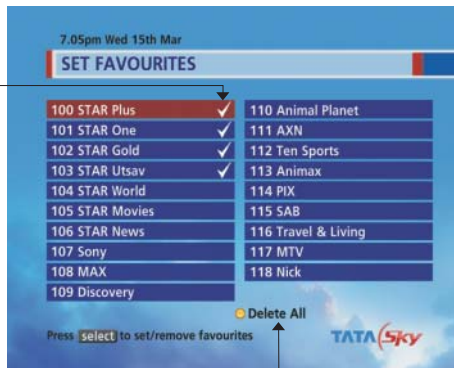 7.05pm Wed 15th Mar
SET FAVOURITES
100 STAR Plus
101 STAR One
102 STAR Gold
103 STAR Utsav
104 STAR World
105 STAR Movies
106 STAR News
107 Sony
108 MAX
109 Discovery
110 Animal Planet
111 AXN
112 Ten Sports
113 Animax
114 PIX
115 SAB
116 Travel & Living
117 MTV
118 Nick
Delete All
Press select to set/remove favourites
TATA Sky